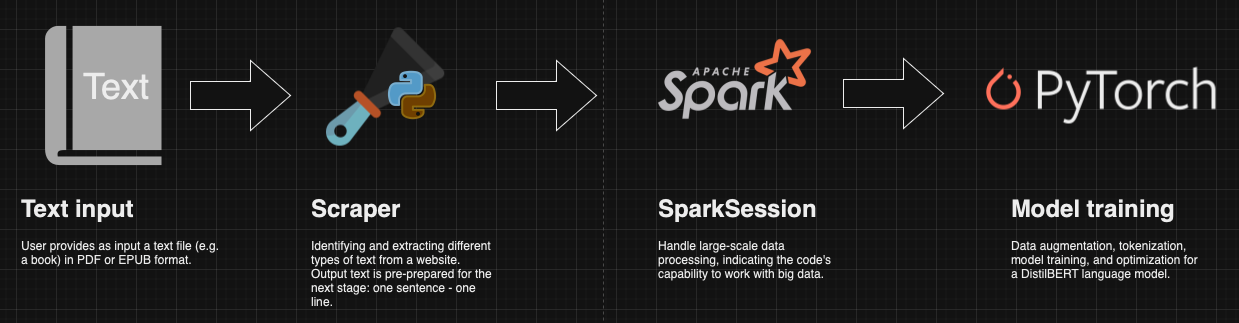 Text
APACHE
Spark
PyTorch
Text input
User provides as input a text file (e.g.
a book) in PDF or EPUB format.
Scraper
Identifying and extracting different
types of text from a website.
Output text is pre-prepared for the
next stage: one sentence - one
line.
SparkSession
Handle large-scale data
processing, indicating the code's
capability to work with big data.
Model training
Data augmentation, tokenization,
model training, and optimization for
a DistilBERT language model.